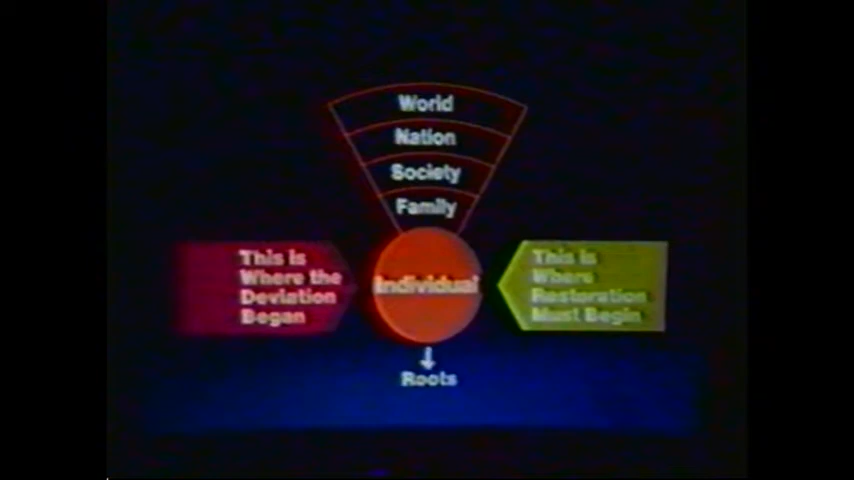 World
Nation
Society
Family
This is
Where the
Deviation
Began
Individual
This is
Where
Restoration
Must Begin
Roots